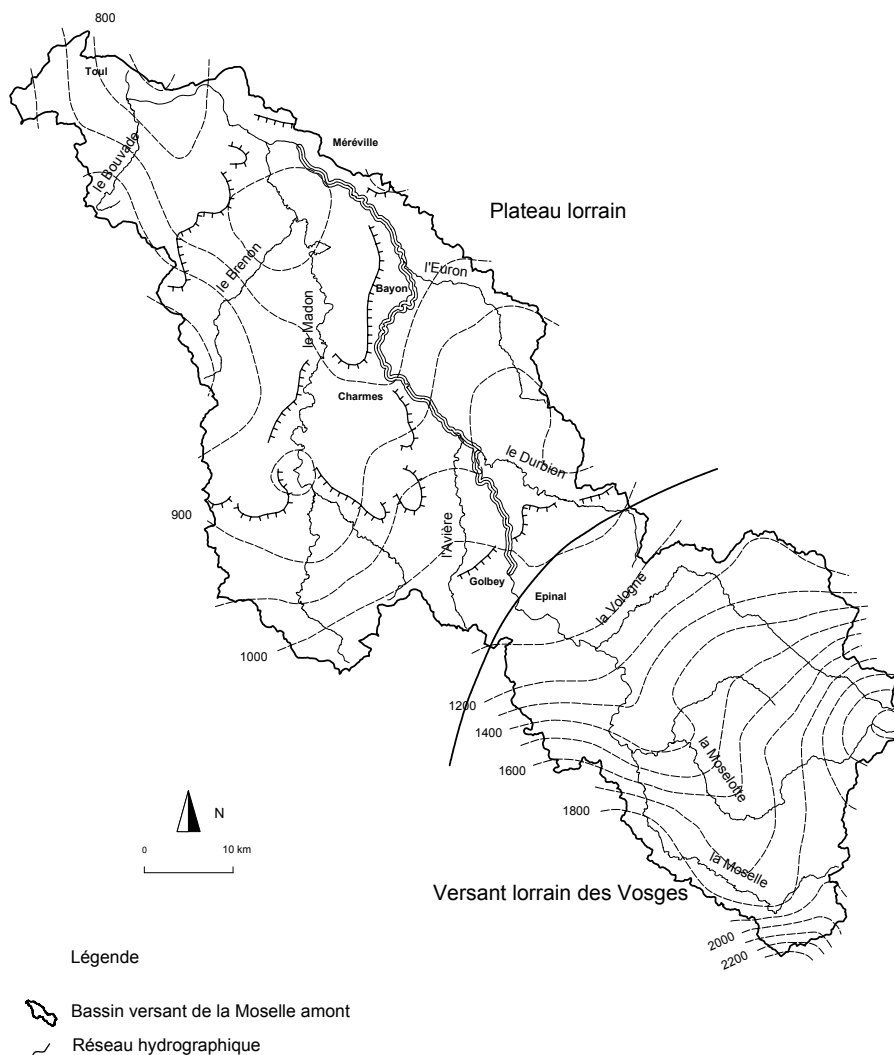 800
Toul
Méréville
le Bouvade
Plateau lorrain
le Brenon
l'Euron
Bayon
le Madon
Charmes
le Durbion
900
l'Avière
Golbey
Epinal
la Vologne
1000
1200
1400
la Moselotte
1600
N
1800
0 10 km
la Moselle
Versant lorrain des Vosges
2000
2200
Légende
Bassin versant de la Moselle amont
Réseau hydrographique